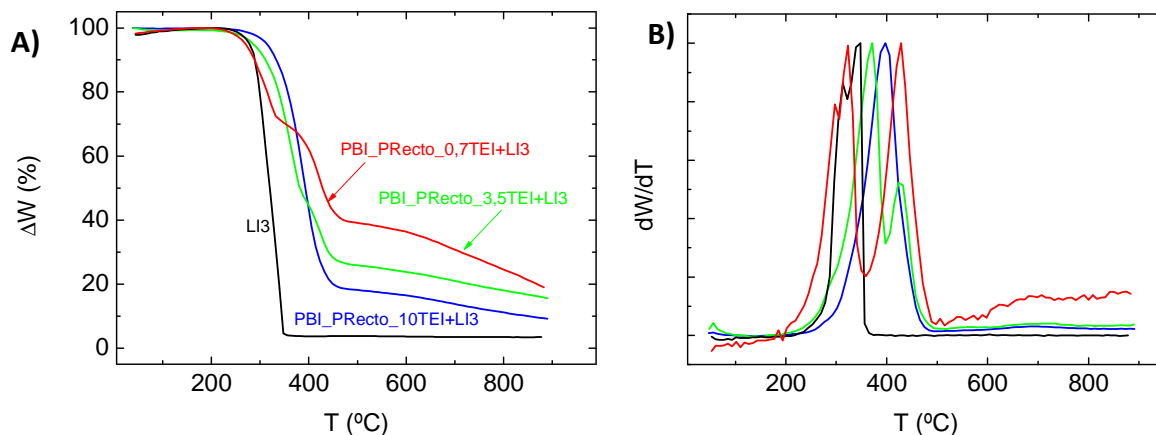 A)
100
80
60
40
20
0
ΔW (%)
PBI_PRecto_0,7TEI+LI3
PBI_PRecto_3,5TEI+LI3
LI3
PBI_PRecto_10TEI+LI3
200
400
600
800
T (ºC)
B)
dW/dT
200
400
600
800
T (ºC)